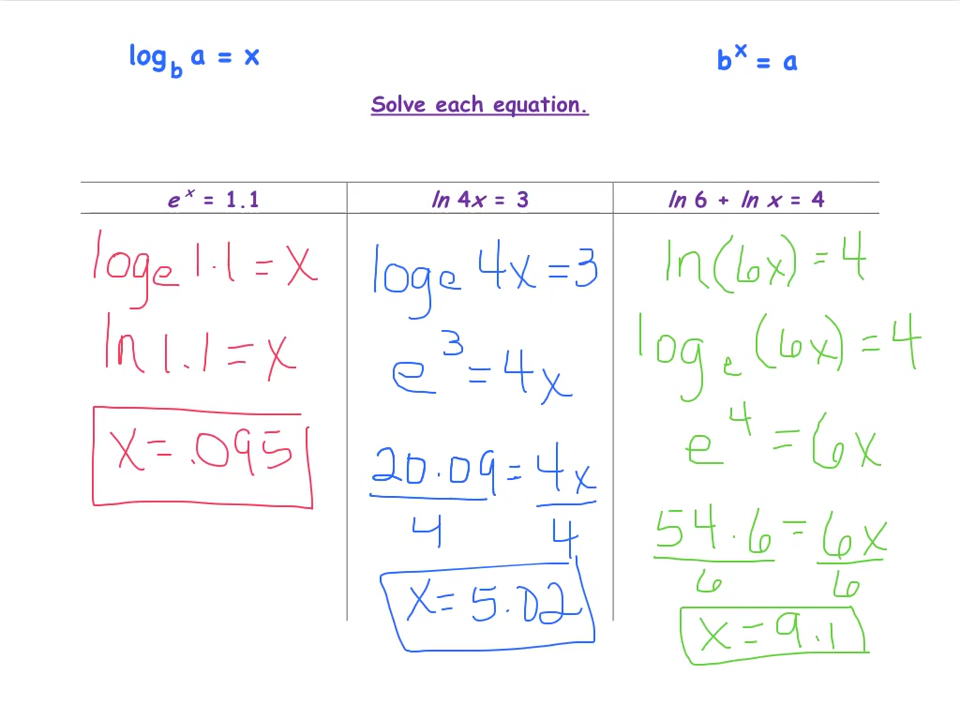 log_b a = x
b^x = a
Solve each equation.
e^x = 1.1
ln 4x = 3
ln 6 + ln x = 4
log_e 1.1 = x
ln 1.1 = x
x = .095
log_e 4x = 3
e^3 = 4x
20.09 = 4x
4 4
x = 5.02
ln(6x) = 4
log_e (6x) = 4
e^4 = 6x
54.6 = 6x
6 6
x = 9.1